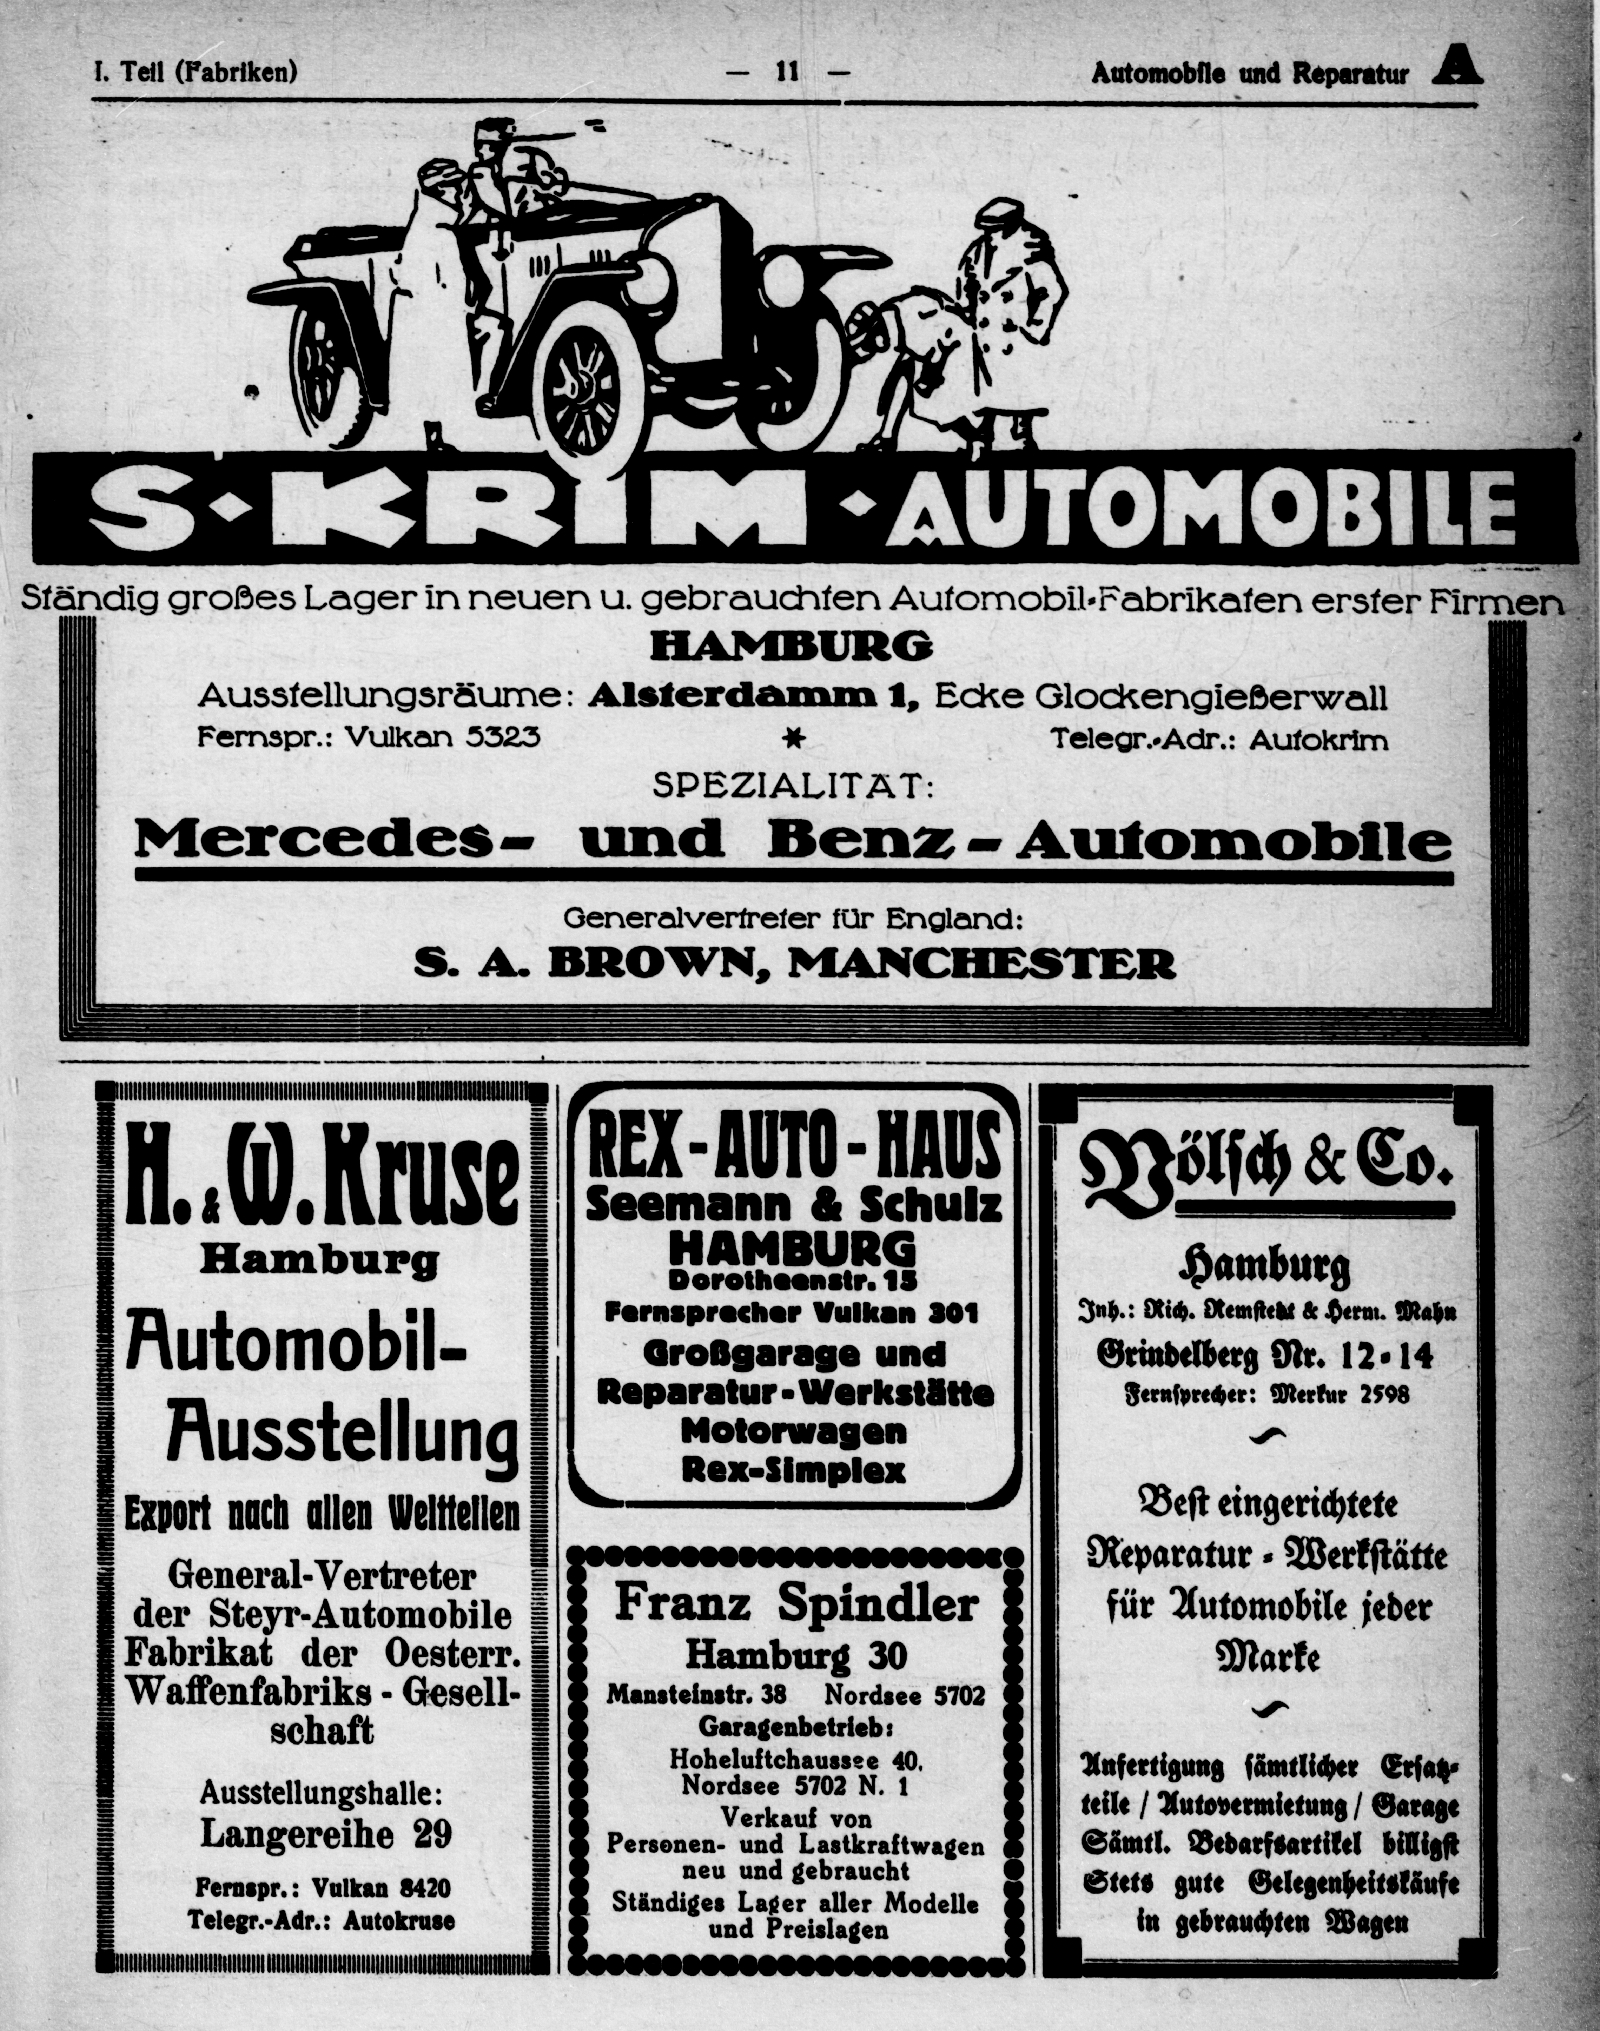 I. Teil (Fabriken)
— 11 —
Automobile und Reparatur A
S·KRIM·AUTOMOBILE
Ständig großes Lager in neuen u. gebrauchten Automobil-Fabrikaten erster Firmen
HAMBURG
Ausstellungsräume: Alsterdamm 1, Ecke Glockengießerwall
Fernspr.: Vulkan 5323 * Telegr.-Adr.: Autokrim
SPEZIALITÄT:
Mercedes- und Benz-Automobile
Generalvertreter für England:
S. A. BROWN, MANCHESTER
H. & W. Kruse
Hamburg
Automobil-
Ausstellung
Export nach allen Weltteilen
General-Vertreter
der Steyr-Automobile
Fabrikat der Oesterr.
Waffenfabriks-Gesell-
schaft
Ausstellungshalle:
Langereihe 29
Fernspr.: Vulkan 8420
Telegr.-Adr.: Autokruse
REX-AUTO-HAUS
Seemann & Schulz
HAMBURG
Dorotheenstr. 15
Fernsprecher Vulkan 301
Großgarage und
Reparatur-Werkstätte
Motorwagen
Rex-Simplex
Franz Spindler
Hamburg 30
Mansteinstr. 38 Nordsee 5702
Garagenbetrieb:
Hoheluftchaussee 40.
Nordsee 5702 N. 1
Verkauf von
Personen- und Lastkraftwagen
neu und gebraucht
Ständiges Lager aller Modelle
und Preislagen
Völsch & Co.
Hamburg
Inh.: Rich. Remstedt & Herm. Mahn
Grindelberg Nr. 12-14
Fernsprecher: Merkur 2598
Best eingerichtete
Reparatur-Werkstätte
für Automobile jeder
Marke
Anfertigung sämtlicher Ersatz-
teile / Autovermietung / Garage
Sämtl. Bedarfsartikel billigst
Stets gute Gelegenheitskäufe
in gebrauchten Wagen